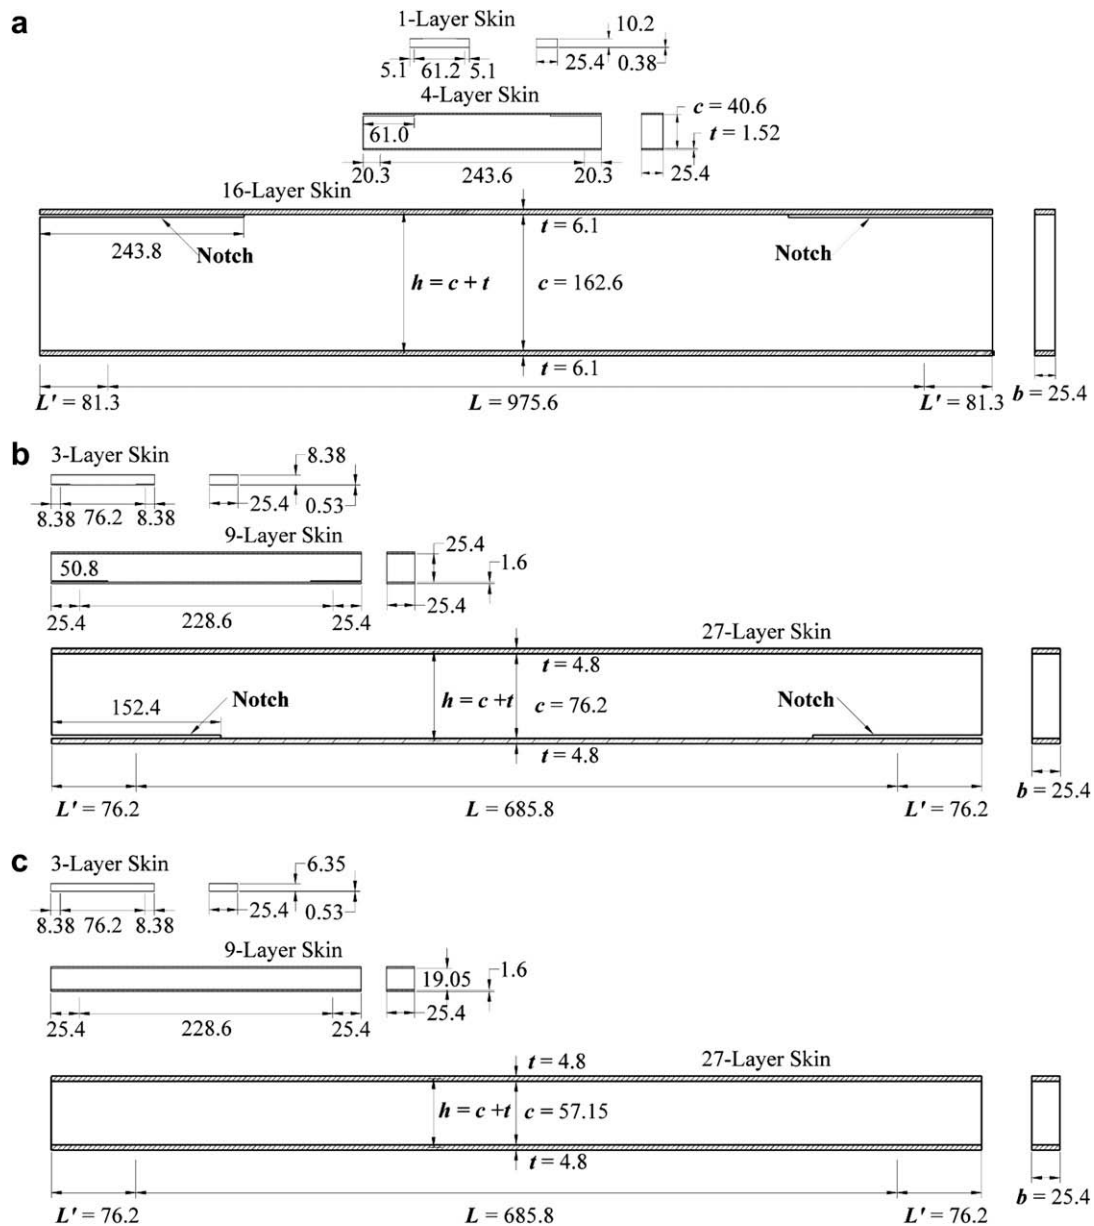 a
1-Layer Skin
10.2
5.1 61.2 5.1
25.4 0.38
4-Layer Skin
c = 40.6
61.0
t = 1.52
20.3 243.6 20.3
25.4
16-Layer Skin
t = 6.1
243.8
Notch
Notch
h = c + t
c = 162.6
t = 6.1
L' = 81.3
L = 975.6
L' = 81.3
b = 25.4
b
3-Layer Skin
8.38
8.38 76.2 8.38
25.4 0.53
9-Layer Skin
25.4
50.8
1.6
25.4 228.6 25.4
25.4
27-Layer Skin
t = 4.8
152.4
Notch
h = c +t
c = 76.2
Notch
t = 4.8
L' = 76.2
L = 685.8
L' = 76.2
b = 25.4
c
3-Layer Skin
6.35
8.38 76.2 8.38
25.4 0.53
9-Layer Skin
19.05
1.6
25.4 228.6 25.4
25.4
t = 4.8
27-Layer Skin
h = c +t
c = 57.15
t = 4.8
L' = 76.2
L = 685.8
L' = 76.2
b = 25.4